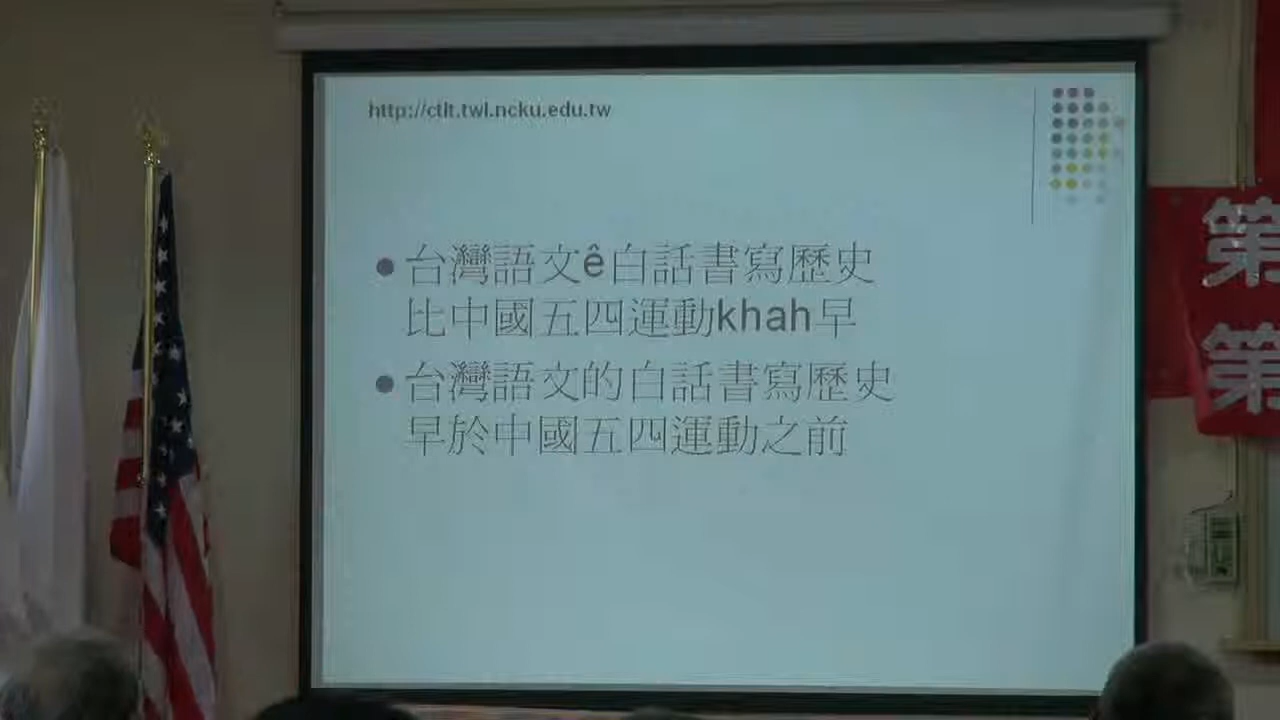 http://ctlt.twl.ncku.edu.tw
台灣語文ê白話書寫歷史
比中國五四運動khah早
台灣語文的白話書寫歷史
早於中國五四運動之前
第
第